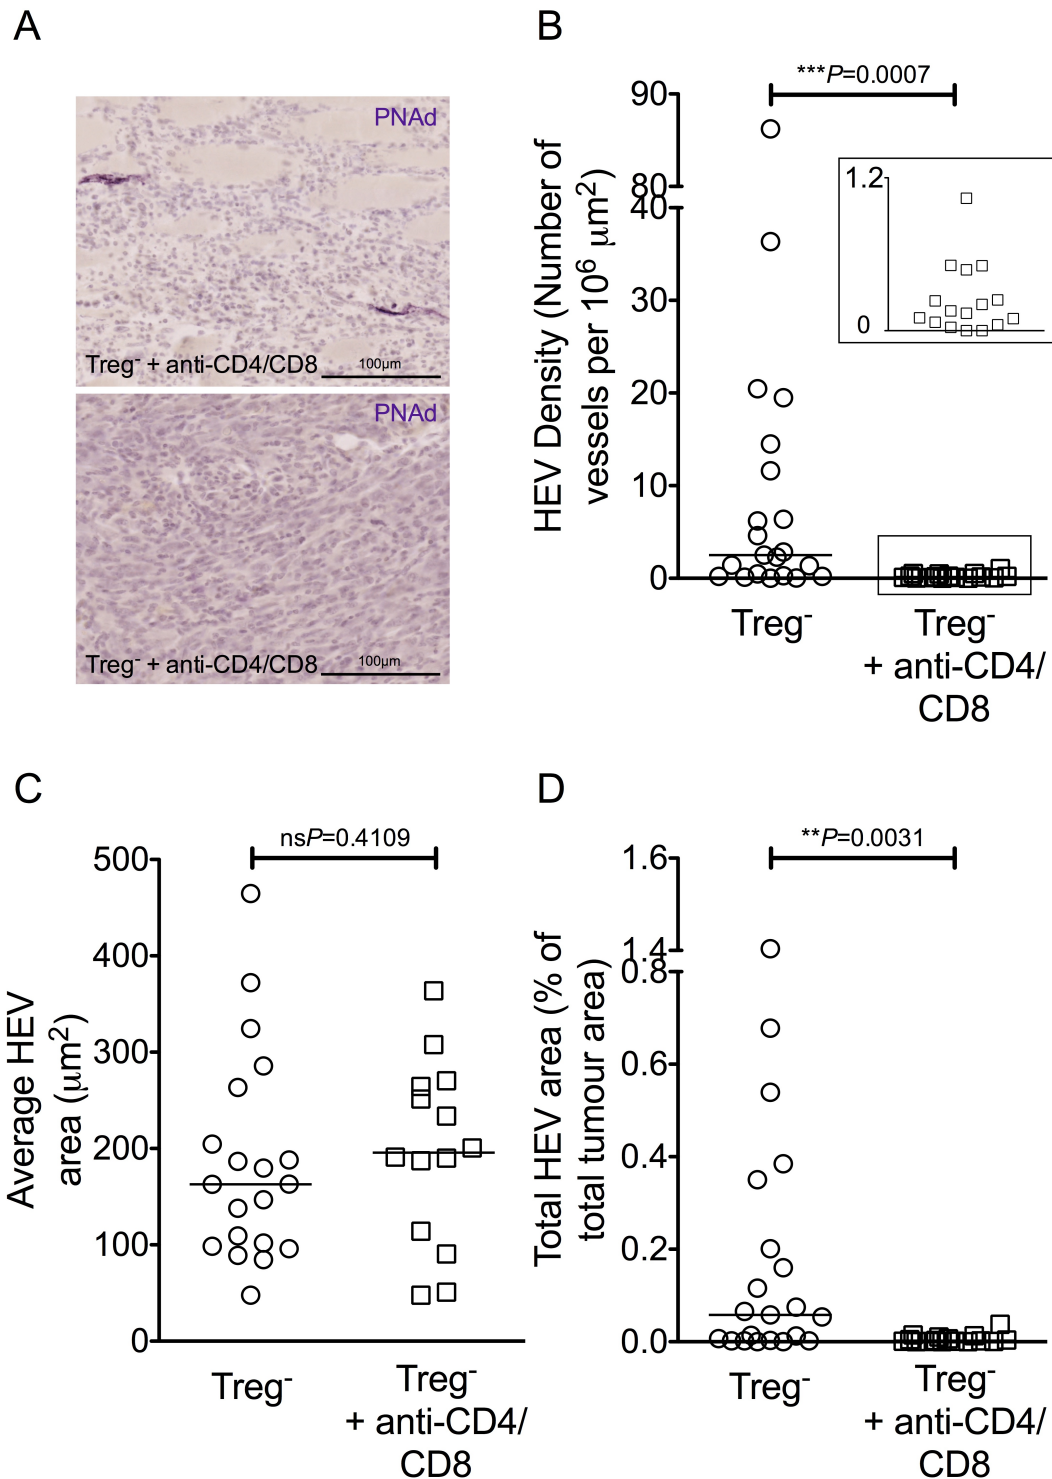 A
PNAd
Treg⁻ + anti-CD4/CD8
100µm
PNAd
Treg⁻ + anti-CD4/CD8
100µm
B
***P=0.0007
HEV Density (Number of
vessels per 10⁶ µm²)
90
80
40
30
20
10
0
1.2
0
Treg⁻
Treg⁻
+ anti-CD4/
CD8
C
nsP=0.4109
Average HEV
area (µm²)
500
400
300
200
100
0
Treg⁻
Treg⁻
+ anti-CD4/
CD8
D
**P=0.0031
Total HEV area (% of
total tumour area)
1.6
1.4
0.8
0.6
0.4
0.2
0.0
Treg⁻
Treg⁻
+ anti-CD4/
CD8